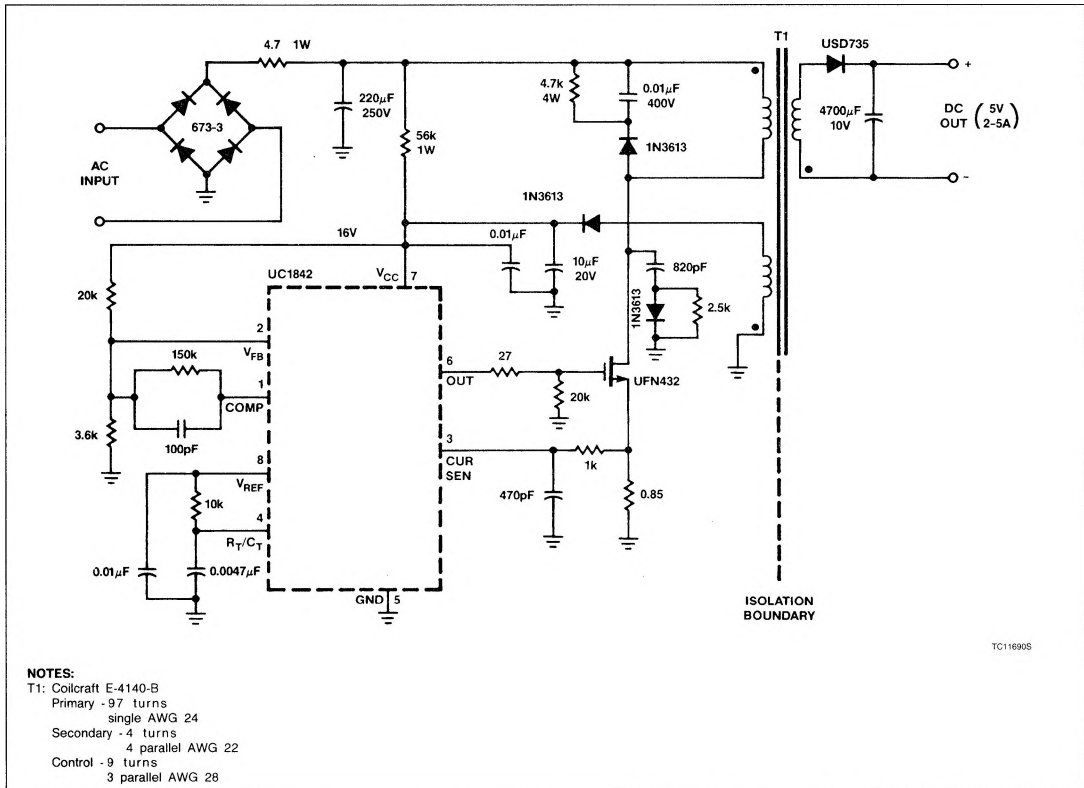 T1
4.7 1W
USD735
+
220µF
250V
4.7k
4W
0.01µF
400V
4700µF
10V
DC
OUT
(5V
2-5A)
673-3
56k
1W
1N3613
−
AC
INPUT
1N3613
16V
0.01µF
10µF
20V
820pF
UC1842
VCC
7
1N3613
2.5k
20k
2
VFB
150k
6
OUT
27
UFN432
1
COMP
20k
3.6k
100pF
3
CUR
SEN
1k
8
VREF
470pF
0.85
10k
4
RT/CT
0.01µF
0.0047µF
GND
5
ISOLATION
BOUNDARY
TC11690S
NOTES:
T1: Coilcraft E-4140-B
Primary - 97 turns
single AWG 24
Secondary - 4 turns
4 parallel AWG 22
Control - 9 turns
3 parallel AWG 28